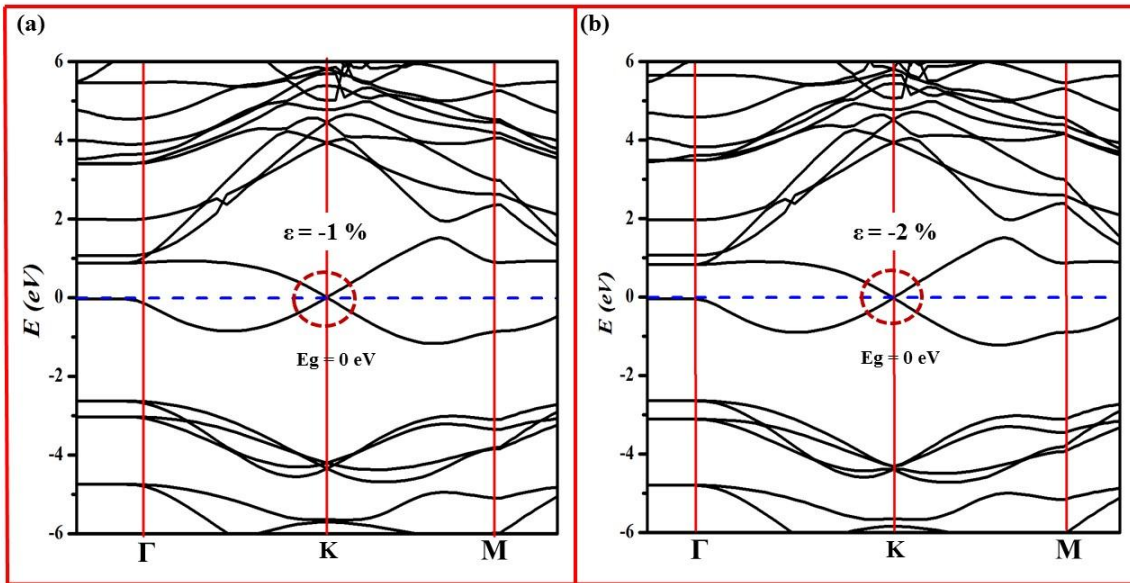 (a)
6
4
2
0
-2
-4
-6
E (eV)
ε = -1 %
Eg = 0 eV
Γ
K
M
(b)
6
4
2
0
-2
-4
-6
E (eV)
ε = -2 %
Eg = 0 eV
Γ
K
M